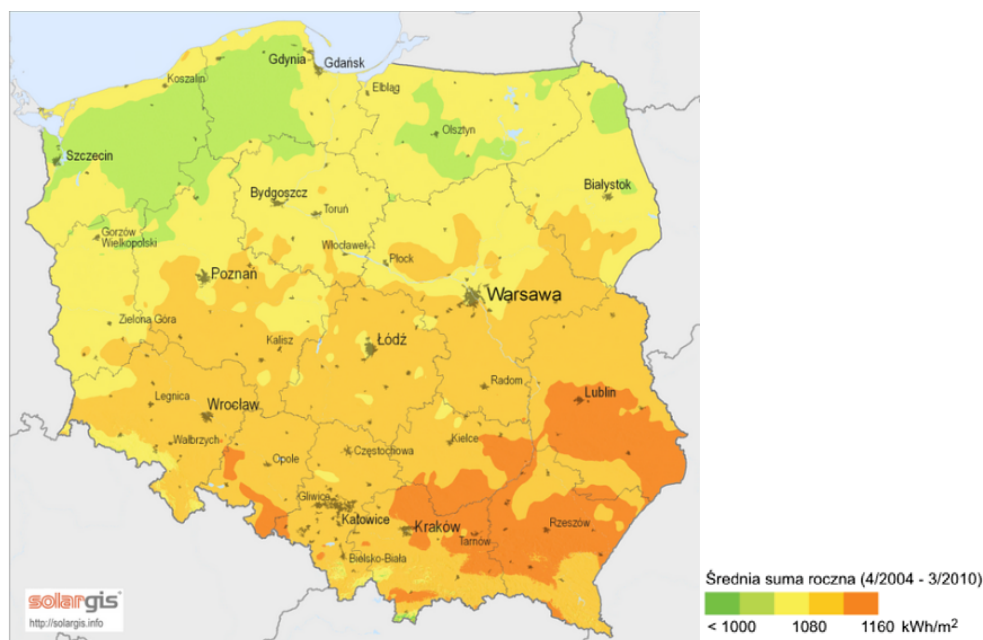 Gdynia
Gdańsk
Koszalin
Elbląg
Olsztyn
Szczecin
Białystok
Bydgoszcz
Toruń
Gorzów
Wielkopolski
Włocławek
Płock
Poznań
Warsawa
Zielona Góra
Kalisz
Łódź
Radom
Legnica
Wrocław
Lublin
Wałbrzych
Kielce
Opole
Częstochowa
Gliwice
Katowice
Kraków
Tarnów
Rzeszów
Bielsko-Biała
solargis
http://solargis.info
Średnia suma roczna (4/2004 - 3/2010)
< 1000 1080 1160 kWh/m²